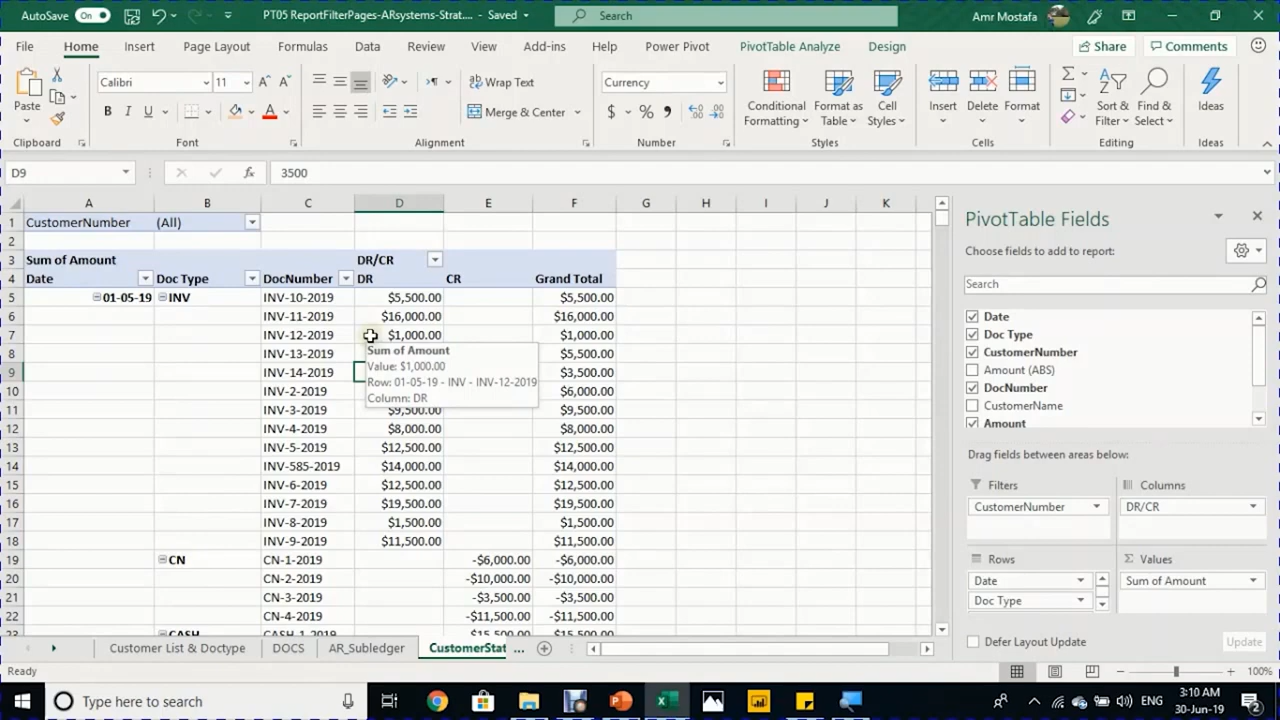 AutoSave On PT05 ReportFilterPages-ARsystems-Strat.... - Saved Search Amr Mostafa
File Home Insert Page Layout Formulas Data Review View Add-ins Help Power Pivot PivotTable Analyze Design Share Comments
Paste Calibri 11 Wrap Text Currency Conditional Formatting Format as Table Cell Styles Insert Delete Format Sort & Filter Find & Select Ideas
B I U Merge & Center $ %
Clipboard Font Alignment Number Styles Cells Editing Ideas
D9 fx 3500
A B C D E F G H I J K
1 CustomerNumber (All)
2
3 Sum of Amount DR/CR
4 Date Doc Type DocNumber DR CR Grand Total
5 01-05-19 INV INV-10-2019 $5,500.00 $5,500.00
6 INV-11-2019 $16,000.00 $16,000.00
7 INV-12-2019 $1,000.00 $1,000.00
8 INV-13-2019 $5,500.00
9 INV-14-2019 $3,500.00
10 INV-2-2019 $6,000.00
11 INV-3-2019 $9,500.00 $9,500.00
12 INV-4-2019 $8,000.00 $8,000.00
13 INV-5-2019 $12,500.00 $12,500.00
14 INV-585-2019 $14,000.00 $14,000.00
15 INV-6-2019 $12,500.00 $12,500.00
16 INV-7-2019 $19,500.00 $19,500.00
17 INV-8-2019 $1,500.00 $1,500.00
18 INV-9-2019 $11,500.00 $11,500.00
19 CN CN-1-2019 -$6,000.00 -$6,000.00
20 CN-2-2019 -$10,000.00 -$10,000.00
21 CN-3-2019 -$3,500.00 -$3,500.00
22 CN-4-2019 -$11,500.00 -$11,500.00
23 CASH CASH-1-2019 -$15,500.00 -$15,500.00
Sum of Amount
Value: $1,000.00
Row: 01-05-19 - INV - INV-12-2019
Column: DR
PivotTable Fields
Choose fields to add to report:
Search
Date
Doc Type
CustomerNumber
Amount (ABS)
DocNumber
CustomerName
Amount
Drag fields between areas below:
Filters Columns
CustomerNumber DR/CR
Rows Σ Values
Date Sum of Amount
Doc Type
Defer Layout Update Update
Customer List & Doctype DOCS AR_Subledger CustomerStat ...
Ready 100%
Type here to search ENG 3:10 AM
30-Jun-19 2